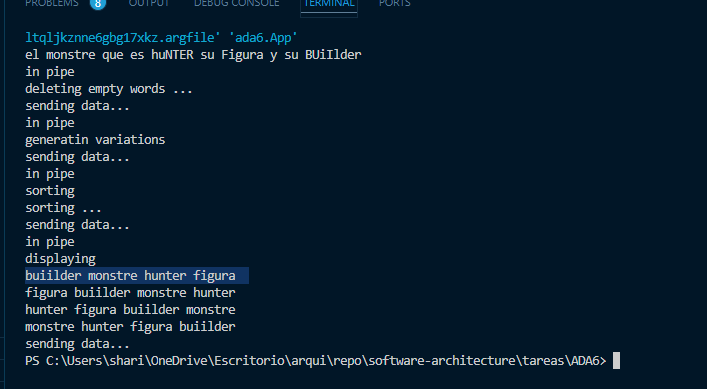 PROBLEMS 8 OUTPUT DEBUG CONSOLE TERMINAL PORTS
ltqljkznne6gbg17xkz.argfile' 'ada6.App'
el monstre que es huNTER su Figura y su BUiIlder
in pipe
deleting empty words ...
sending data...
in pipe
generatin variations
sending data...
in pipe
sorting
sorting ...
sending data...
in pipe
displaying
buiilder monstre hunter figura
figura buiilder monstre hunter
hunter figura buiilder monstre
monstre hunter figura buiilder
sending data...
PS C:\Users\shari\OneDrive\Escritorio\arqui\repo\software-architecture\tareas\ADA6>